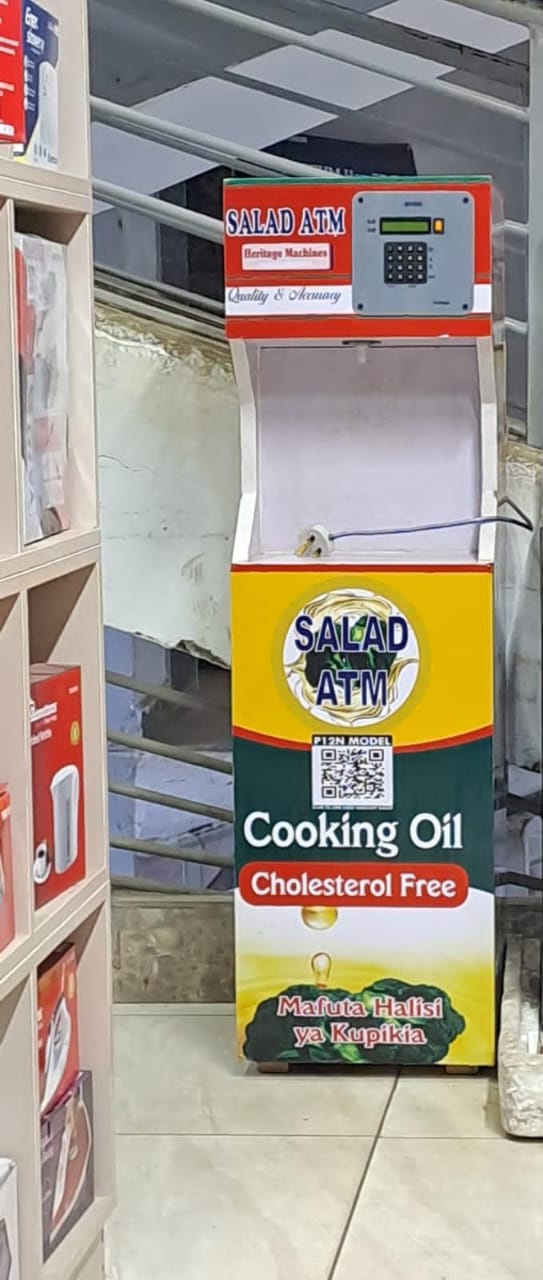 SALAD ATM
Heritage Machines
Quality & Accuracy
SALAD
ATM
P12N MODEL
Cooking Oil
Cholesterol Free
Mafuta Halisi
ya Kupikia